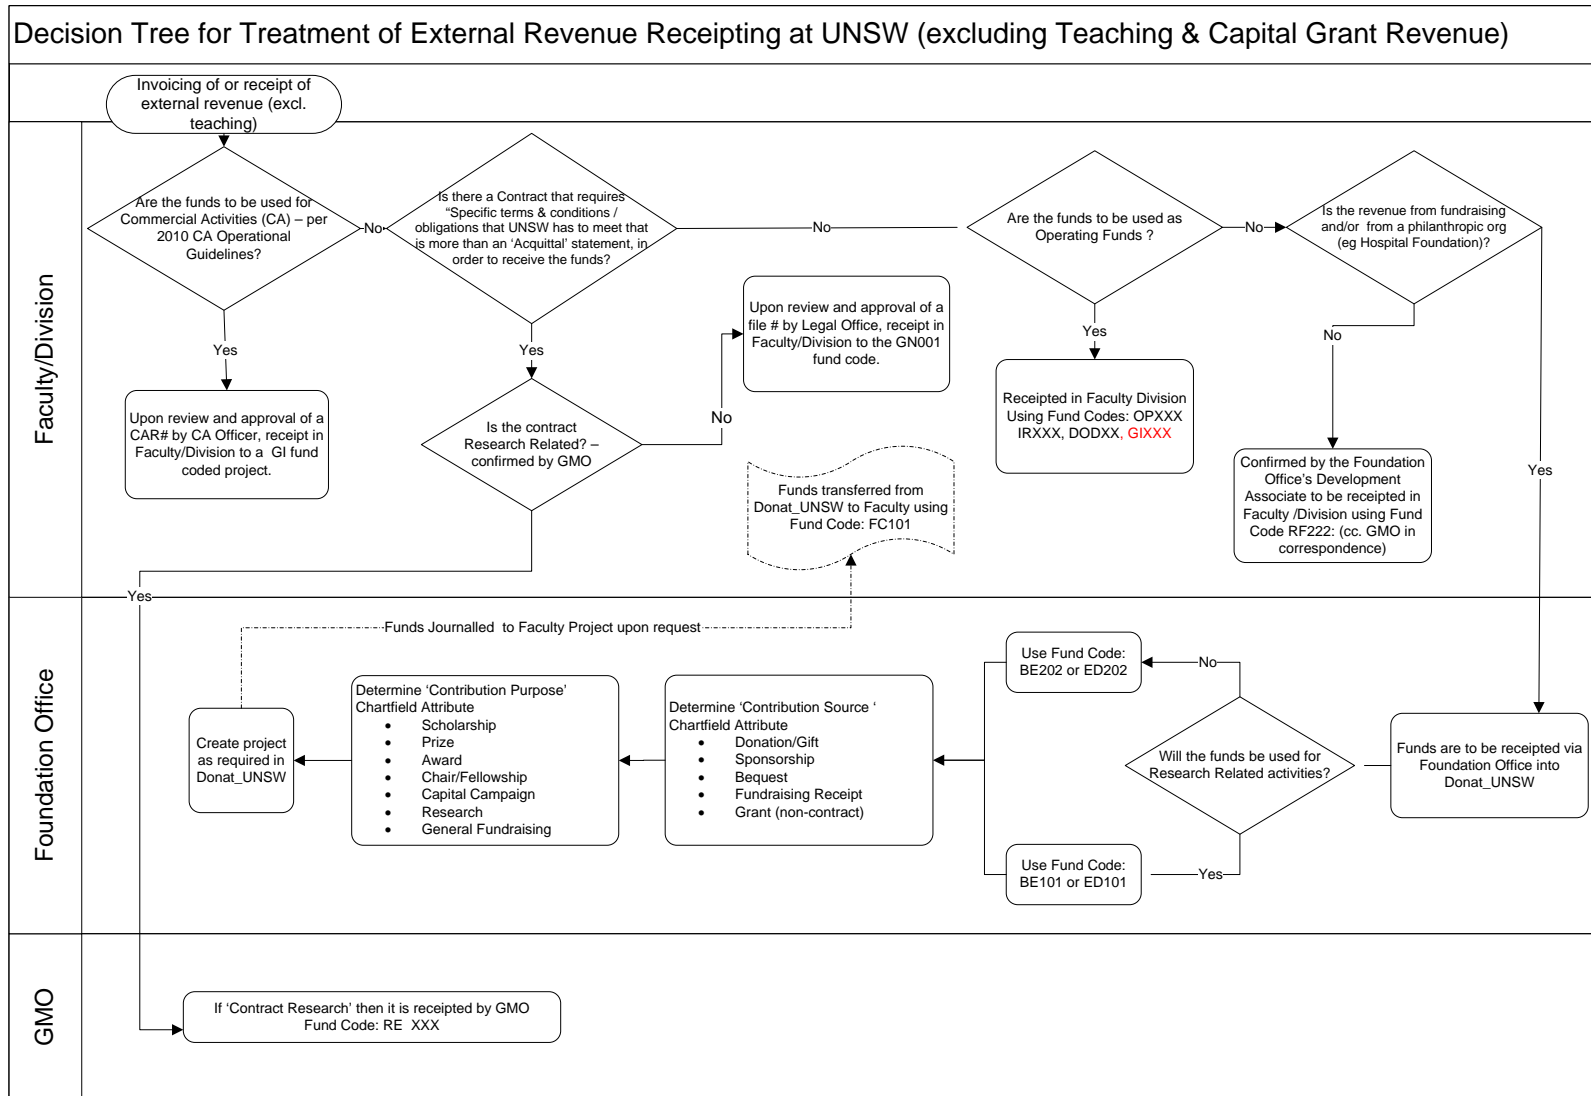 Decision Tree for Treatment of External Revenue Receipting at UNSW (excluding Teaching & Capital Grant Revenue)
Invoicing of or receipt of
external revenue (excl.
teaching)
Faculty/Division
Are the funds to be used for
Commercial Activities (CA) – per
2010 CA Operational
Guidelines?
No
Is there a Contract that requires
“Specific terms & conditions /
obligations that UNSW has to meet that
is more than an ‘Acquittal’ statement, in
order to receive the funds?
No
Are the funds to be used as
Operating Funds ?
No
Is the revenue from fundraising
and/or from a philanthropic org
(eg Hospital Foundation)?
Yes
Upon review and approval of a
CAR# by CA Officer, receipt in
Faculty/Division to a GI fund
coded project.
Yes
Is the contract
Research Related? –
confirmed by GMO
No
Upon review and approval of a
file # by Legal Office, receipt in
Faculty/Division to the GN001
fund code.
Yes
Receipted in Faculty Division
Using Fund Codes: OPXXX
IRXXX, DODXX, GIXXX
No
Confirmed by the Foundation
Office’s Development
Associate to be receipted in
Faculty /Division using Fund
Code RF222: (cc. GMO in
correspondence)
Yes
Funds transferred from
Donat_UNSW to Faculty using
Fund Code: FC101
Yes
Foundation Office
Funds Journalled to Faculty Project upon request
Create project
as required in
Donat_UNSW
Determine ‘Contribution Purpose’
Chartfield Attribute
• Scholarship
• Prize
• Award
• Chair/Fellowship
• Capital Campaign
• Research
• General Fundraising
Determine ‘Contribution Source ‘
Chartfield Attribute
• Donation/Gift
• Sponsorship
• Bequest
• Fundraising Receipt
• Grant (non-contract)
Use Fund Code:
BE202 or ED202
No
Will the funds be used for
Research Related activities?
Funds are to be receipted via
Foundation Office into
Donat_UNSW
Use Fund Code:
BE101 or ED101
Yes
GMO
If ‘Contract Research’ then it is receipted by GMO
Fund Code: RE XXX